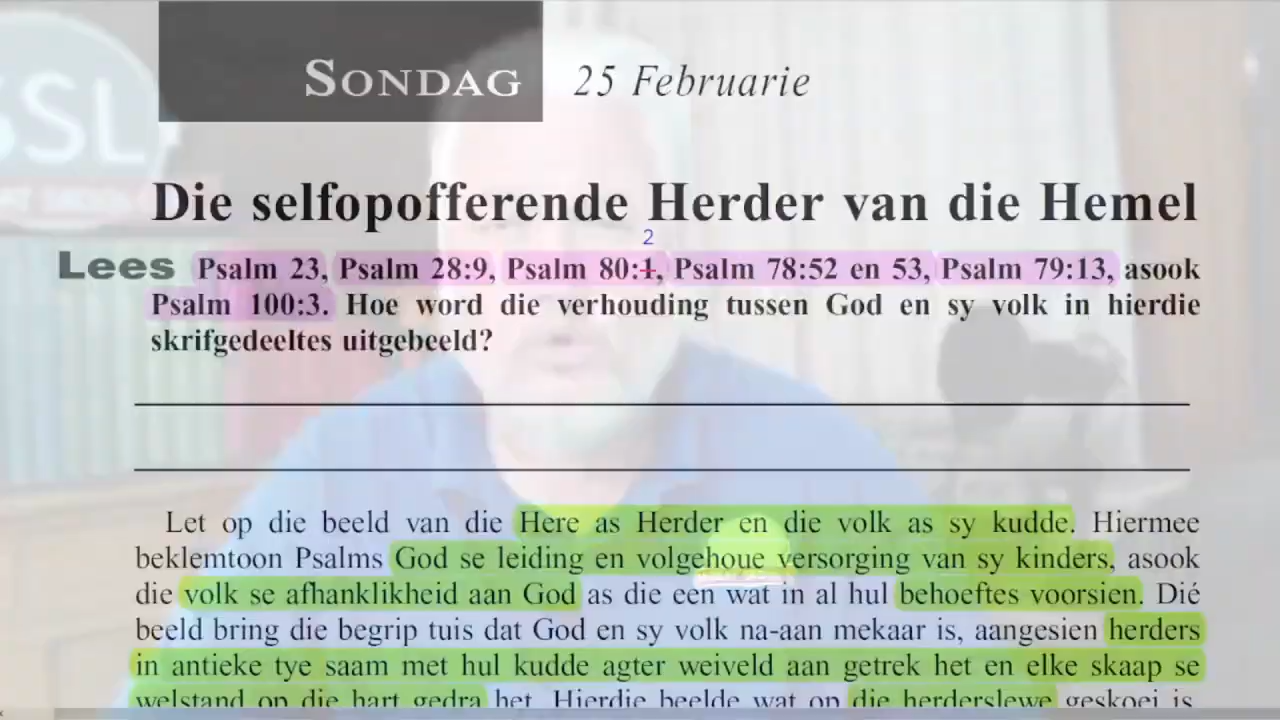 SSL
SONDAG 25 Februarie
Die selfopofferende Herder van die Hemel
2
Lees Psalm 23, Psalm 28:9, Psalm 80:1, Psalm 78:52 en 53, Psalm 79:13, asook
Psalm 100:3. Hoe word die verhouding tussen God en sy volk in hierdie
skrifgedeeltes uitgebeeld?
Let op die beeld van die Here as Herder en die volk as sy kudde. Hiermee
beklemtoon Psalms God se leiding en volgehoue versorging van sy kinders, asook
die volk se afhanklikheid aan God as die een wat in al hul behoeftes voorsien. Dié
beeld bring die begrip tuis dat God en sy volk na-aan mekaar is, aangesien herders
in antieke tye saam met hul kudde agter weiveld aan getrek het en elke skaap se
welstand op die hart gedra het. Hierdie beelde wat op die herderslewe geskoei is,